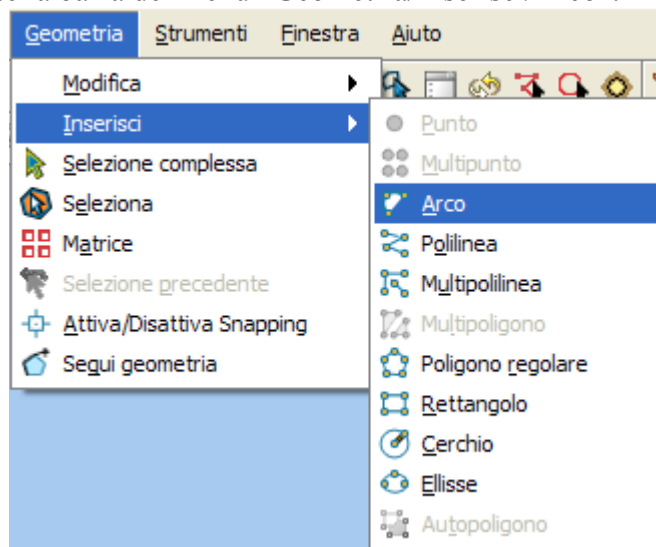 Geometria Strumenti Finestra Aiuto
Modifica
Inserisci
Selezione complessa
Seleziona
Matrice
Selezione precedente
Attiva/Disattiva Snapping
Segui geometria
Punto
Multipunto
Arco
Polilinea
Multipolilinea
Multipoligono
Poligono regolare
Rettangolo
Cerchio
Ellisse
Autopoligono